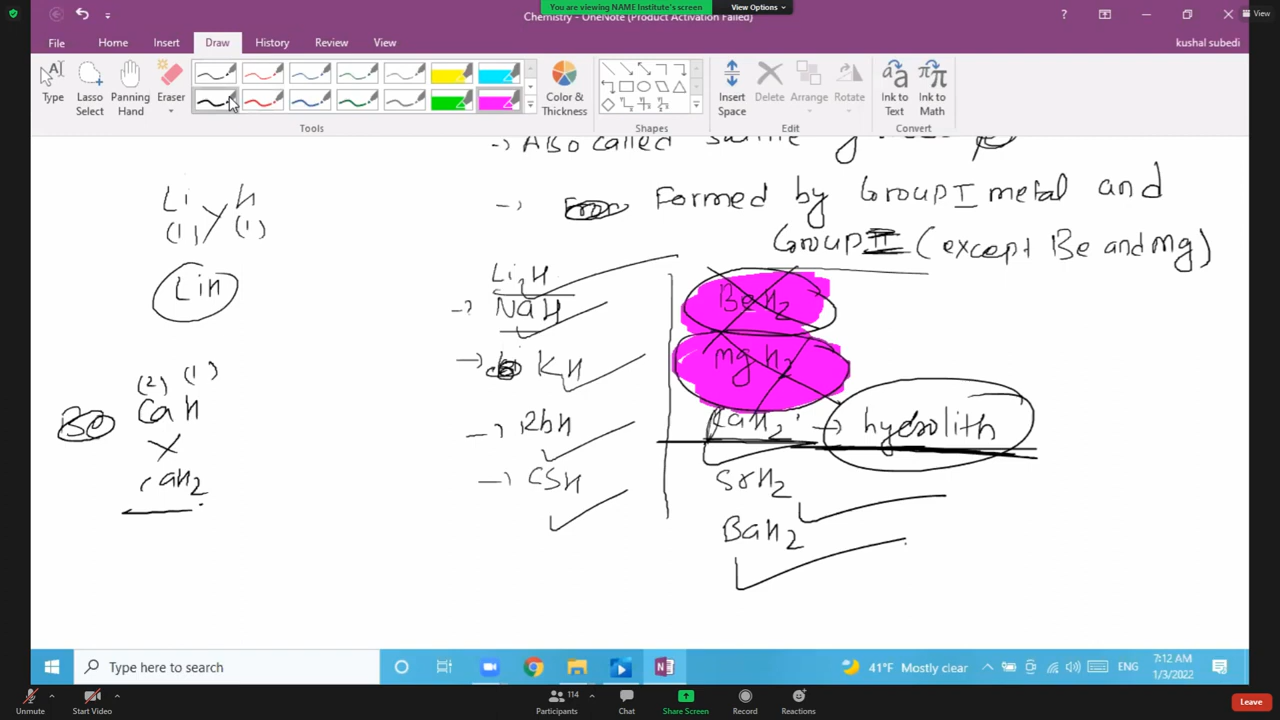 You are viewing NAME Institute's screen
View Options
View
Chemistry - OneNote (Product Activation Failed)
File Home Insert Draw History Review View
kushal subedi
Type
Lasso Select
Panning Hand
Eraser
Color & Thickness
Insert Space
Delete
Arrange
Rotate
Ink to Text
Ink to Math
Tools
Shapes
Edit
Convert
Also called
Formed by Group I metal and
Group II (except Be and Mg)
Li H
(1) (1)
LiH
(2) (1)
Ca H
CaH2
Li2H
NaH
KH
RbH
CSH
BeH2
MgH2
CaH2 → hydrolith
SrH2
BaH2
Type here to search
41°F Mostly clear
ENG
7:12 AM
1/3/2022
Unmute
Start Video
114
Participants
Chat
Share Screen
Record
Reactions
Leave